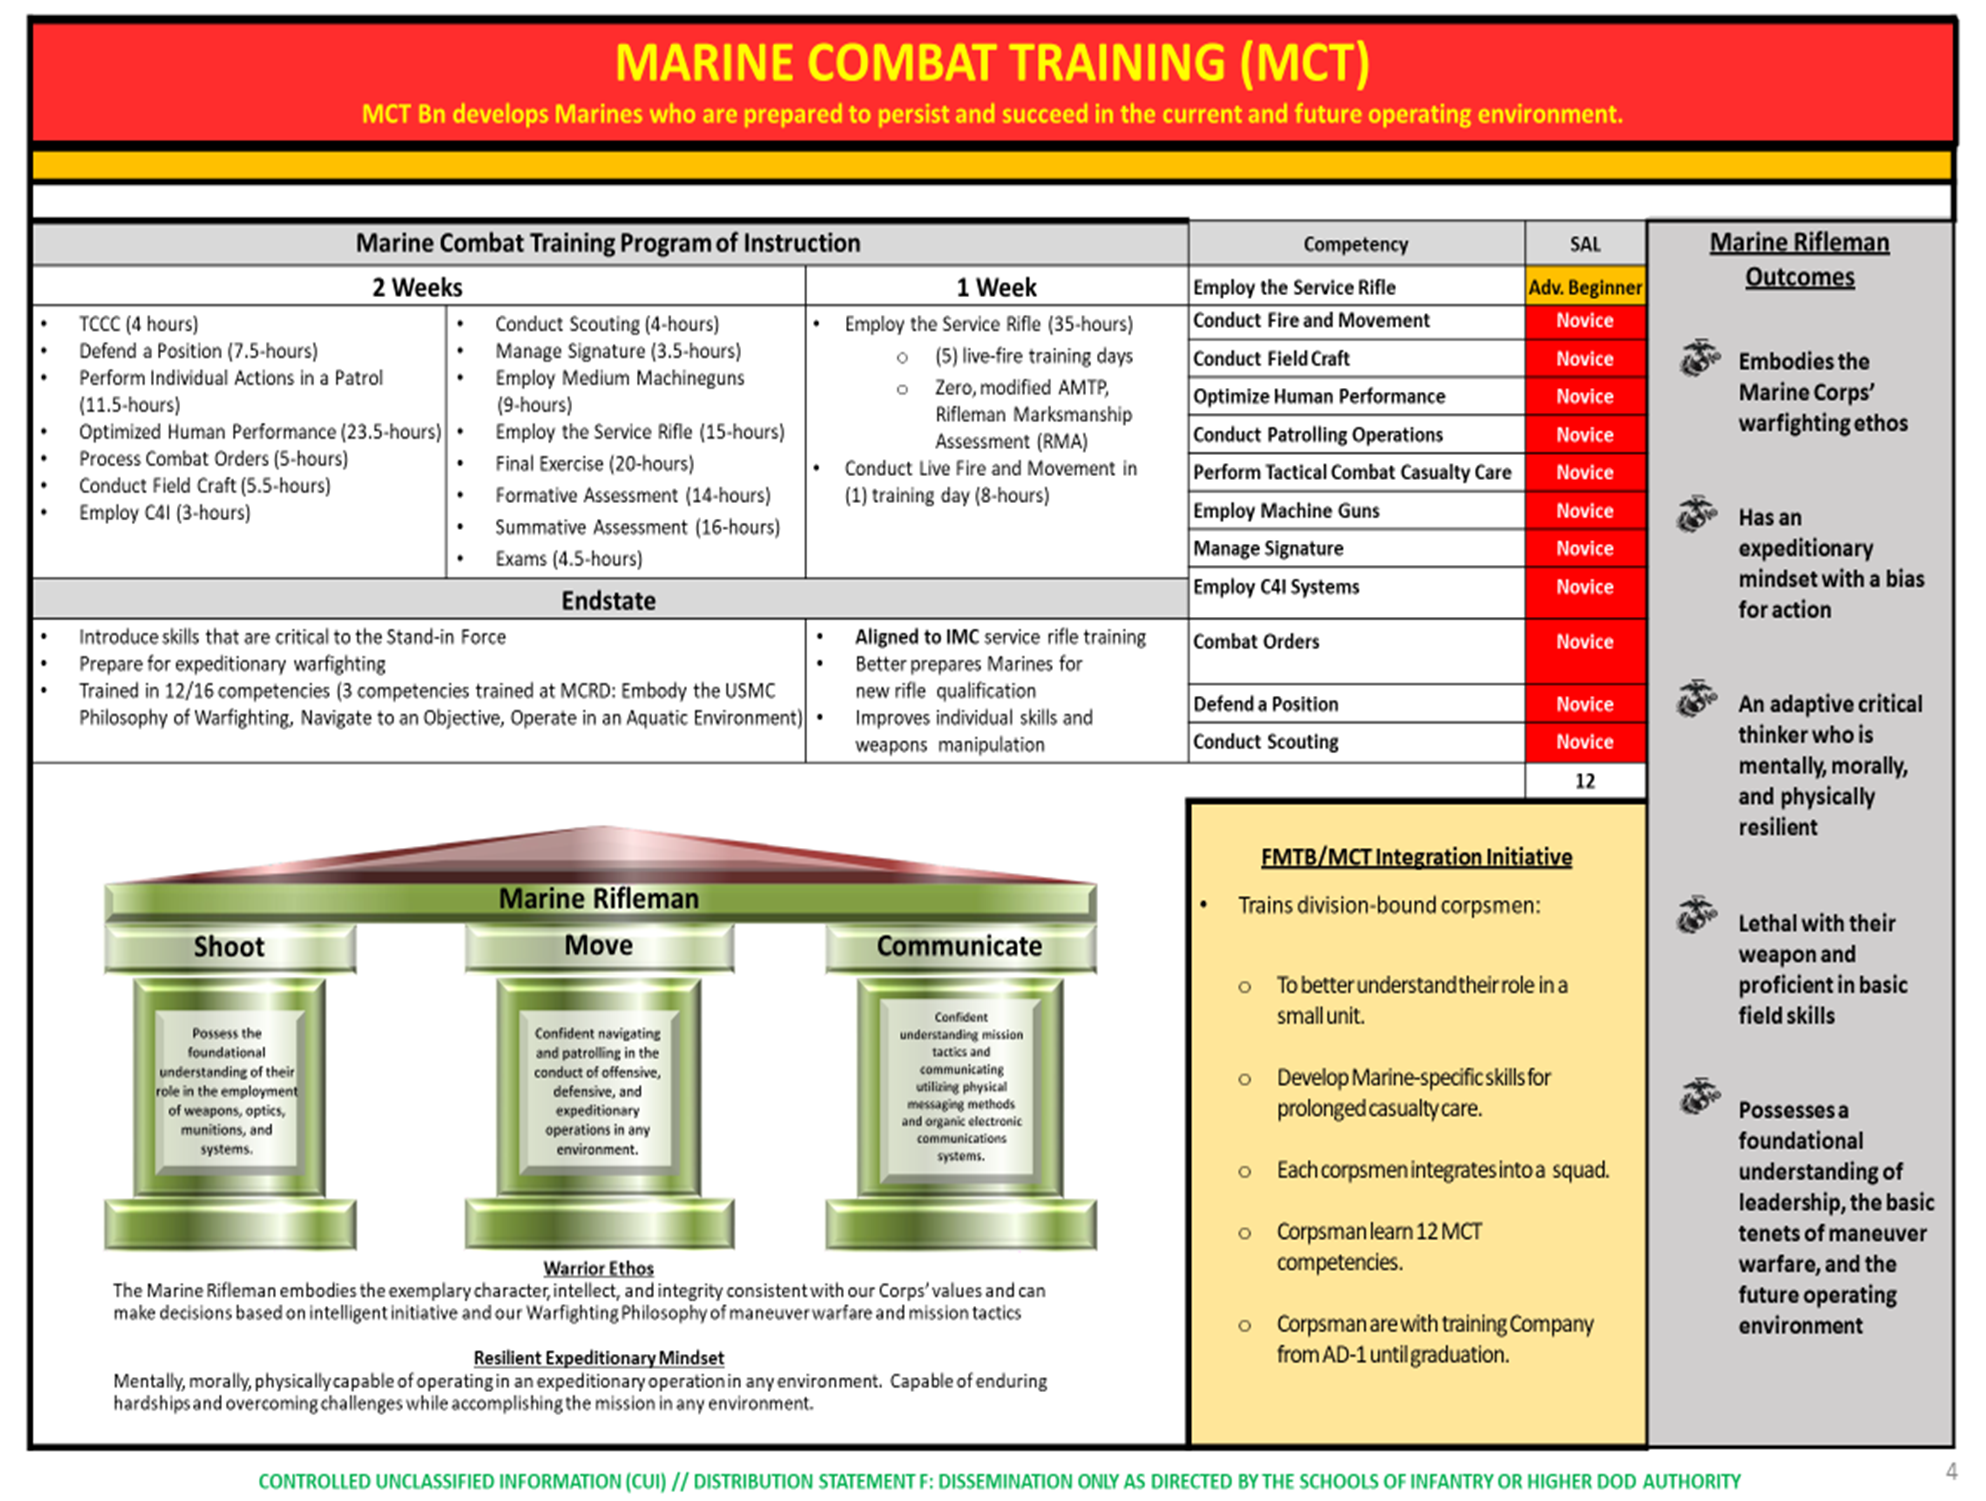 MARINE COMBAT TRAINING (MCT)
MCT Bn develops Marines who are prepared to persist and succeed in the current and future operating environment.
Marine Combat Training Program of Instruction
2 Weeks
1 Week
• TCCC (4 hours)
• Defend a Position (7.5-hours)
• Perform Individual Actions in a Patrol
(11.5-hours)
• Optimized Human Performance (23.5-hours)
• Process Combat Orders (5-hours)
• Conduct Field Craft (5.5-hours)
• Employ C4I (3-hours)
• Conduct Scouting (4-hours)
• Manage Signature (3.5-hours)
• Employ Medium Machineguns
(9-hours)
• Employ the Service Rifle (15-hours)
• Final Exercise (20-hours)
• Formative Assessment (14-hours)
• Summative Assessment (16-hours)
• Exams (4.5-hours)
• Employ the Service Rifle (35-hours)
o (5) live-fire training days
o Zero, modified AMTP,
Rifleman Marksmanship
Assessment (RMA)
• Conduct Live Fire and Movement in
(1) training day (8-hours)
Endstate
• Introduce skills that are critical to the Stand-in Force
• Prepare for expeditionary warfighting
• Trained in 12/16 competencies (3 competencies trained at MCRD: Embody the USMC
Philosophy of Warfighting, Navigate to an Objective, Operate in an Aquatic Environment)
• Aligned to IMC service rifle training
• Better prepares Marines for
new rifle qualification
• Improves individual skills and
weapons manipulation
Competency SAL
Employ the Service Rifle Adv. Beginner
Conduct Fire and Movement Novice
Conduct Field Craft Novice
Optimize Human Performance Novice
Conduct Patrolling Operations Novice
Perform Tactical Combat Casualty Care Novice
Employ Machine Guns Novice
Manage Signature Novice
Employ C4I Systems Novice
Combat Orders Novice
Defend a Position Novice
Conduct Scouting Novice
12
Marine Rifleman
Outcomes
Embodies the
Marine Corps'
warfighting ethos
Has an
expeditionary
mindset with a bias
for action
An adaptive critical
thinker who is
mentally, morally,
and physically
resilient
Lethal with their
weapon and
proficient in basic
field skills
Possesses a
foundational
understanding of
leadership, the basic
tenets of maneuver
warfare, and the
future operating
environment
Marine Rifleman
Shoot
Possess the
foundational
understanding of their
role in the employment
of weapons, optics,
munitions, and
systems.
Move
Confident navigating
and patrolling in the
conduct of offensive,
defensive, and
expeditionary
operations in any
environment.
Communicate
Confident
understanding mission
tactics and
communicating
utilizing physical
messaging methods
and organic electronic
communications
systems.
Warrior Ethos
The Marine Rifleman embodies the exemplary character, intellect, and integrity consistent with our Corps' values and can
make decisions based on intelligent initiative and our Warfighting Philosophy of maneuver warfare and mission tactics
Resilient Expeditionary Mindset
Mentally, morally, physically capable of operating in an expeditionary operation in any environment. Capable of enduring
hardships and overcoming challenges while accomplishing the mission in any environment.
FMTB/MCT Integration Initiative
• Trains division-bound corpsmen:
o To better understand their role in a
small unit.
o Develop Marine-specific skills for
prolonged casualty care.
o Each corpsmen integrates into a squad.
o Corpsman learn 12 MCT
competencies.
o Corpsman are with training Company
from AD-1 until graduation.
CONTROLLED UNCLASSIFIED INFORMATION (CUI) // DISTRIBUTION STATEMENT F: DISSEMINATION ONLY AS DIRECTED BY THE SCHOOLS OF INFANTRY OR HIGHER DOD AUTHORITY
4